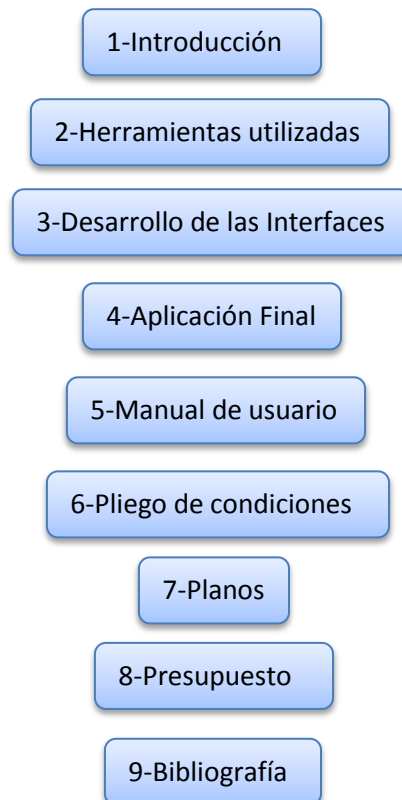 1-Introducción
2-Herramientas utilizadas
3-Desarrollo de las Interfaces
4-Aplicación Final
5-Manual de usuario
6-Pliego de condiciones
7-Planos
8-Presupuesto
9-Bibliografía